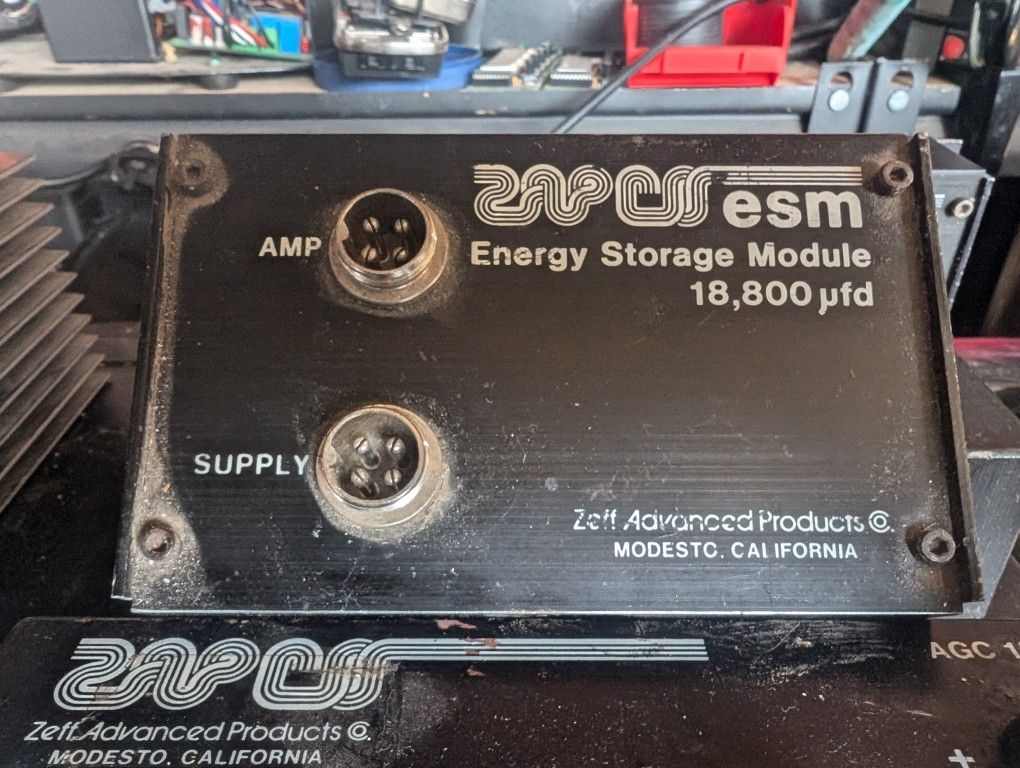 ZAPCO esm
Energy Storage Module
18,800 µfd
AMP
SUPPLY
Zeff Advanced Products ©.
MODESTO, CALIFORNIA
ZAPCO
AGC
Zeff Advanced Products ©.
MODESTO, CALIFORNIA
+